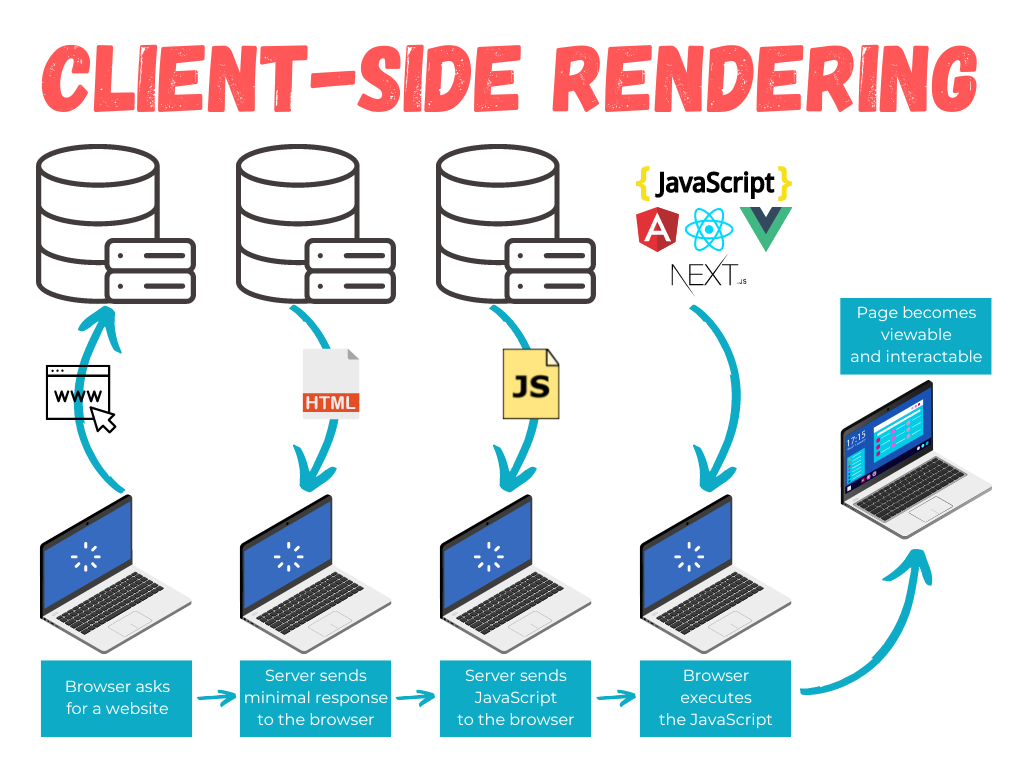 CLIENT-SIDE RENDERING
{ JavaScript }
A
NEXT.JS
Page becomes
viewable
and interactable
www
HTML
JS
17:15
Browser asks
for a website
Server sends
minimal response
to the browser
Server sends
JavaScript
to the browser
Browser
executes
the JavaScript